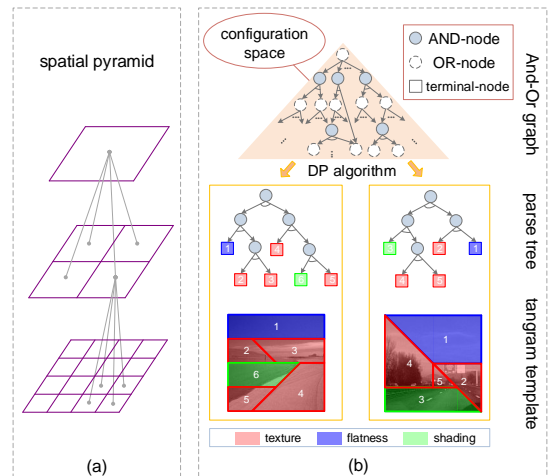 (a)
(b)
spatial pyramid
configuration
space
AND-node
OR-node
terminal-node
And-Or graph
DP algorithm
parse tree
1
4
2
3
5
2
1
4
5
tangram template
1
2
3
6
5
4
1
4
5
2
3
texture
flatness
shading